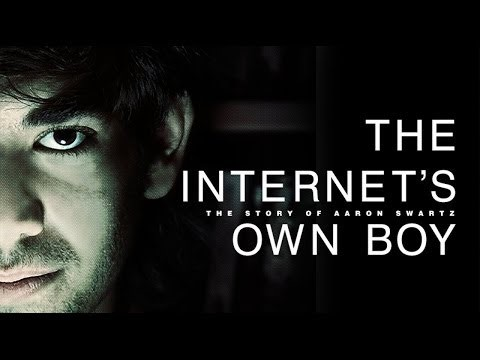 THE
INTERNET'S
THE STORY OF AARON SWARTZ
OWN BOY